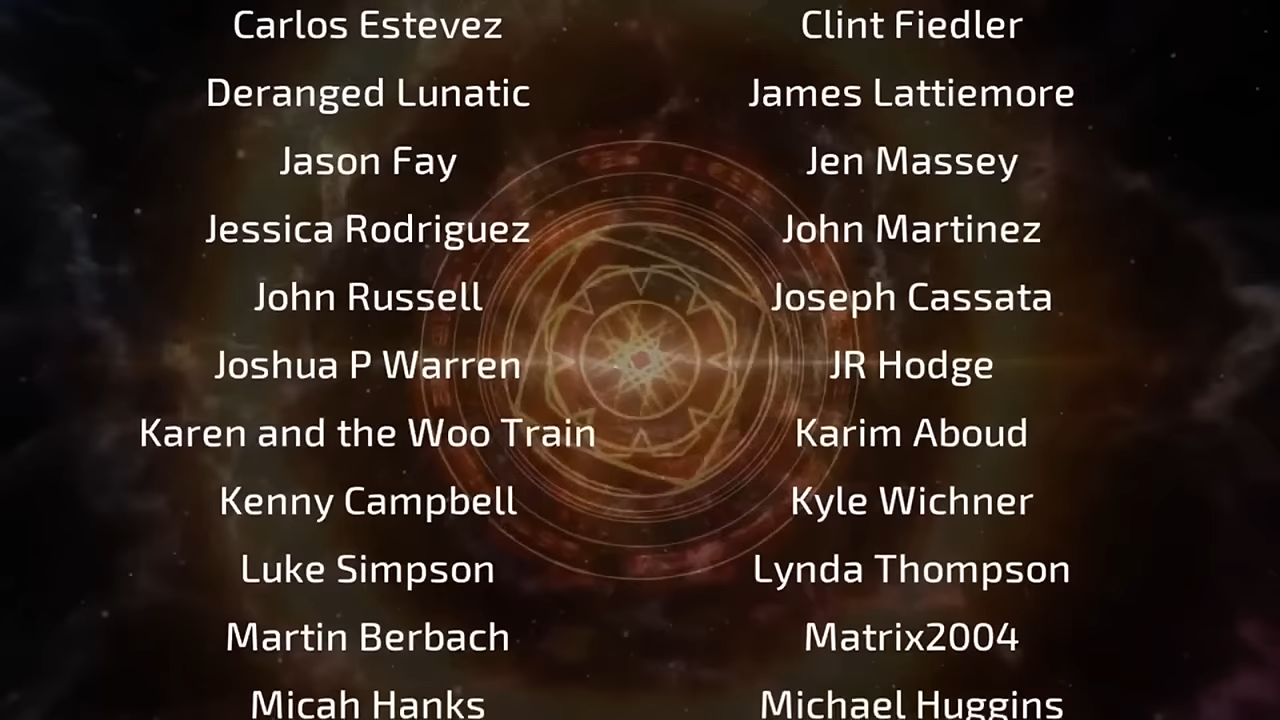 Carlos Estevez
Clint Fiedler
Deranged Lunatic
James Lattiemore
Jason Fay
Jen Massey
Jessica Rodriguez
John Martinez
John Russell
Joseph Cassata
Joshua P Warren
JR Hodge
Karen and the Woo Train
Karim Aboud
Kenny Campbell
Kyle Wichner
Luke Simpson
Lynda Thompson
Martin Berbach
Matrix2004
Micah Hanks
Michael Huggins